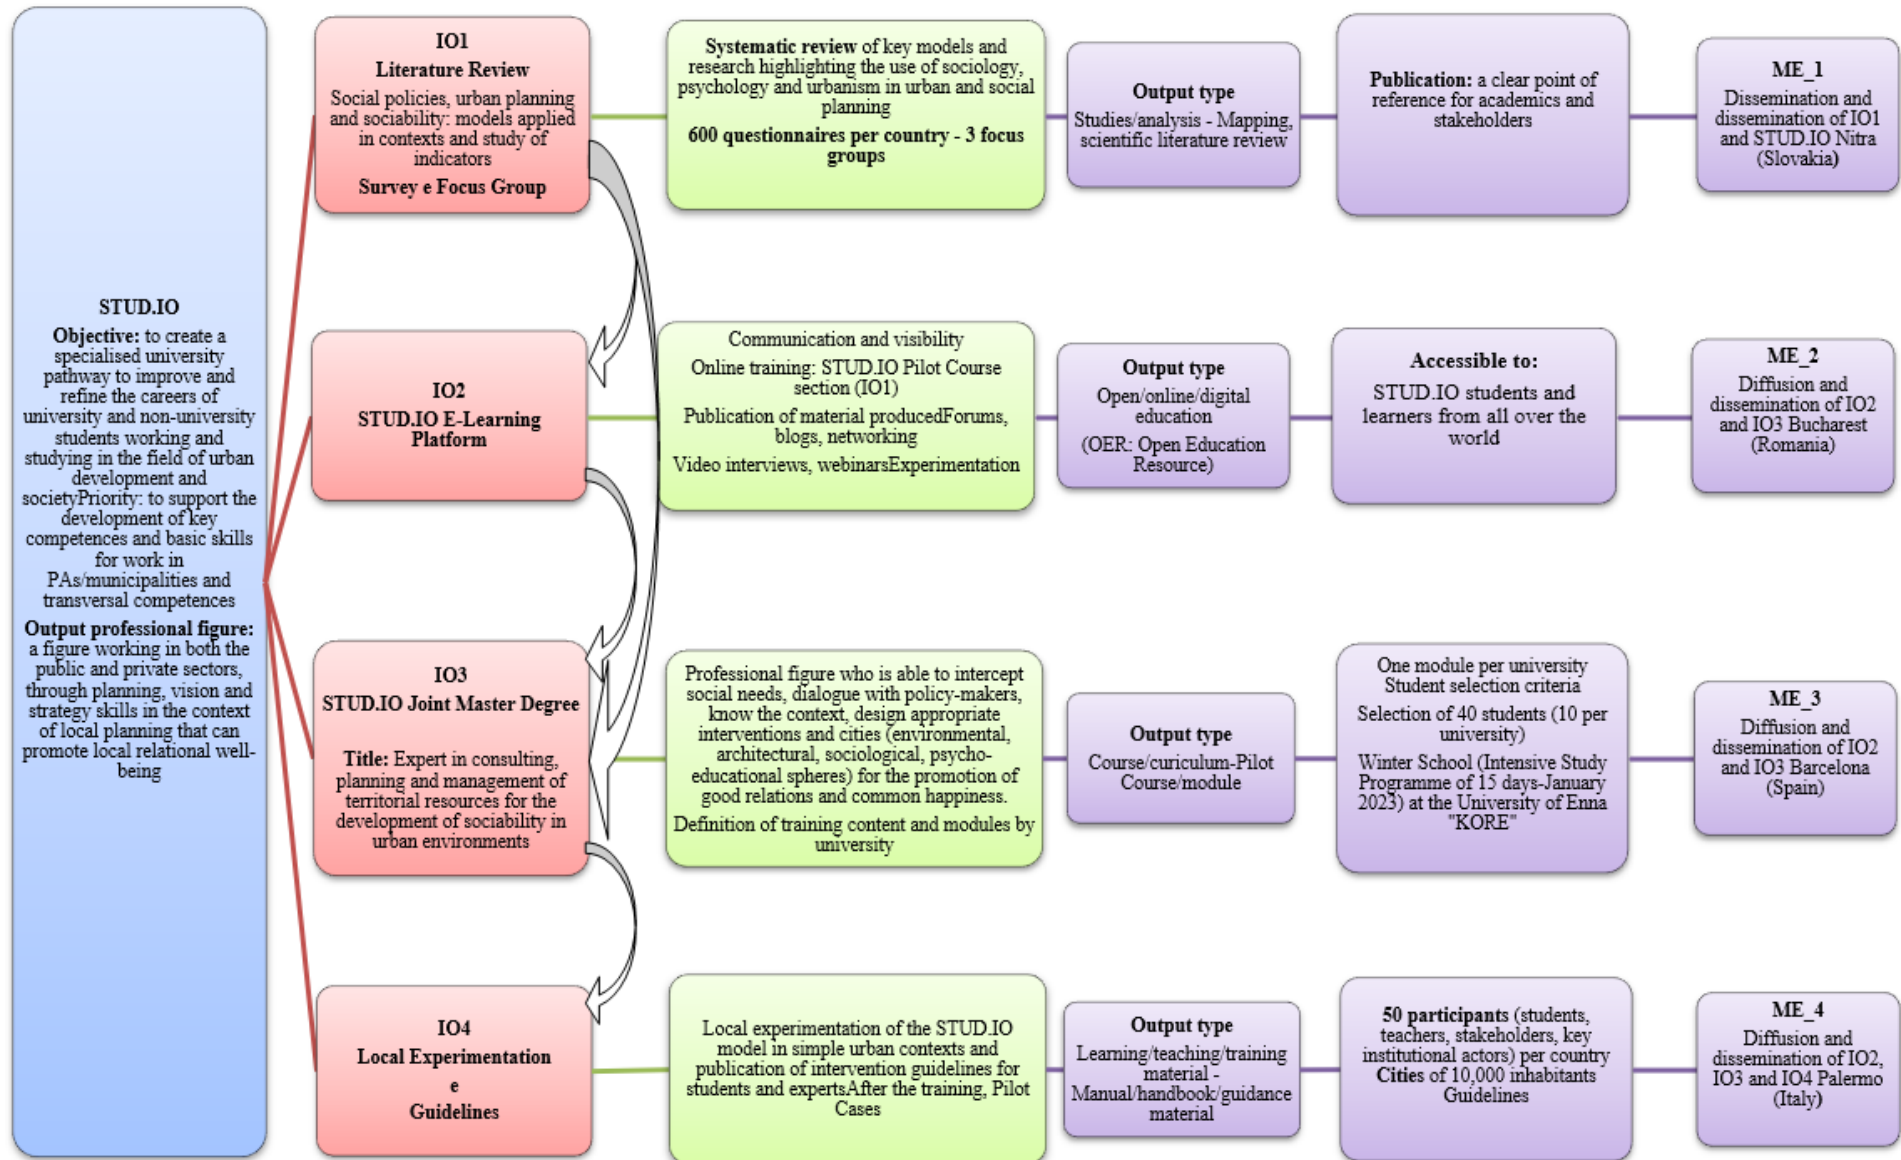 STUD.IO
Objective: to create a
specialised university
pathway to improve and
refine the careers of
university and non-university
students working and
studying in the field of urban
development and
societyPriority: to support the
development of key
competences and basic skills
for work in
PAs/municipalities and
transversal competences
Output professional figure:
a figure working in both the
public and private sectors,
through planning, vision and
strategy skills in the context
of local planning that can
promote local relational well-
being
IO1
Literature Review
Social policies, urban planning
and sociability: models applied
in contexts and study of
indicators
Survey e Focus Group
Systematic review of key models and
research highlighting the use of sociology,
psychology and urbanism in urban and social
planning
600 questionnaires per country - 3 focus
groups
Output type
Studies/analysis - Mapping,
scientific literature review
Publication: a clear point of
reference for academics and
stakeholders
ME_1
Dissemination and
dissemination of IO1
and STUD.IO Nitra
(Slovakia)
IO2
STUD.IO E-Learning
Platform
Communication and visibility
Online training: STUD.IO Pilot Course
section (IO1)
Publication of material producedForums,
blogs, networking
Video interviews, webinarsExperimentation
Output type
Open/online/digital
education
(OER: Open Education
Resource)
Accessible to:
STUD.IO students and
learners from all over the
world
ME_2
Diffusion and
dissemination of IO2
and IO3 Bucharest
(Romania)
IO3
STUD.IO Joint Master Degree
Title: Expert in consulting,
planning and management of
territorial resources for the
development of sociability in
urban environments
Professional figure who is able to intercept
social needs, dialogue with policy-makers,
know the context, design appropriate
interventions and cities (environmental,
architectural, sociological, psycho-
educational spheres) for the promotion of
good relations and common happiness.
Definition of training content and modules by
university
Output type
Course/curiculum-Pilot
Course/module
One module per university
Student selection criteria
Selection of 40 students (10 per
university)
Winter School (Intensive Study
Programme of 15 days-January
2023) at the University of Enna
"KORE"
ME_3
Diffusion and
dissemination of IO2
and IO3 Barcelona
(Spain)
IO4
Local Experimentation
e
Guidelines
Local experimentation of the STUD.IO
model in simple urban contexts and
publication of intervention guidelines for
students and expertsAfter the training, Pilot
Cases
Output type
Learning/teaching/training
material -
Manual/handbook/guidance
material
50 participants (students,
teachers, stakeholders, key
institutional actors) per country
Cities of 10,000 inhabitants
Guidelines
ME_4
Diffusion and
dissemination of IO2,
IO3 and IO4 Palermo
(Italy)